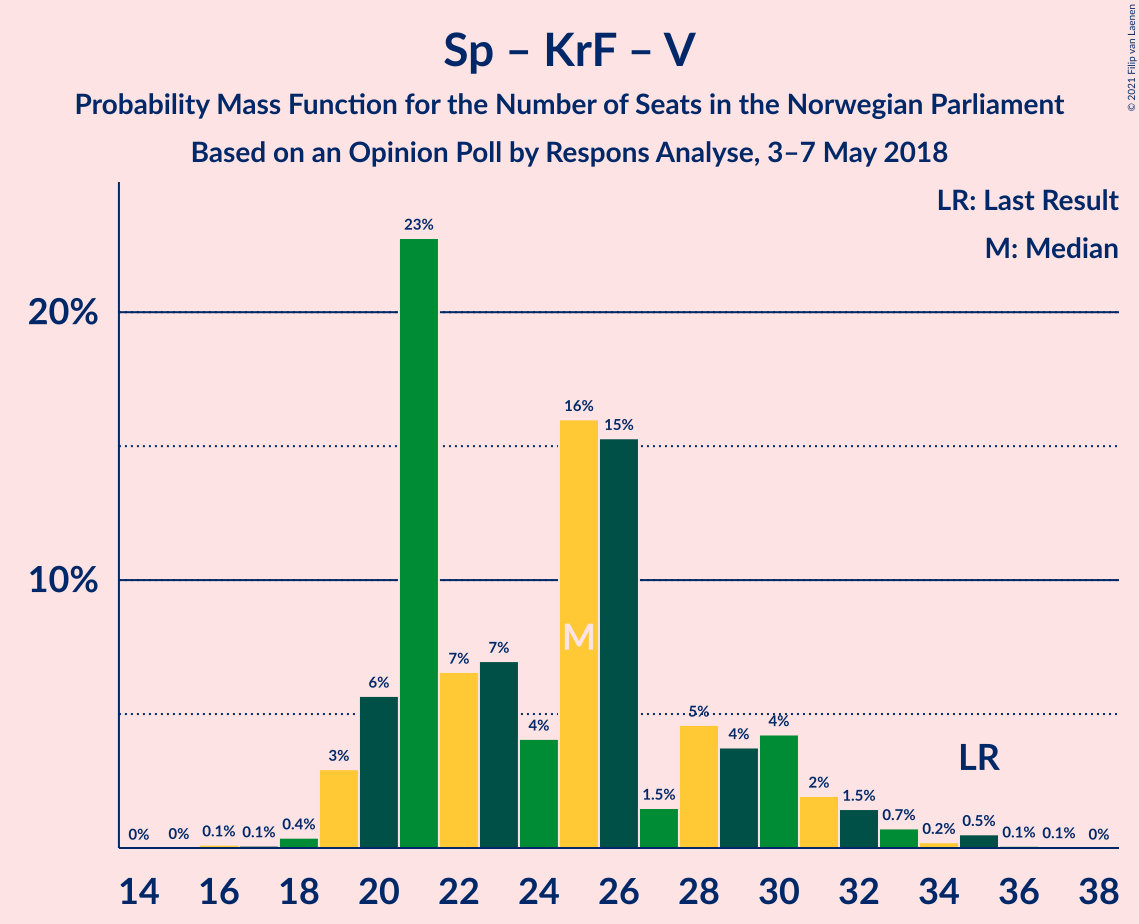 © 2021 Filip van Laenen
Sp – KrF – V
Probability Mass Function for the Number of Seats in the Norwegian Parliament
Based on an Opinion Poll by Respons Analyse, 3–7 May 2018
LR: Last Result
M: Median
20%
10%
0% 0% 0.1% 0.1% 0.4% 3% 6% 23% 7% 7% 4% 16% 15% 1.5% 5% 4% 4% 2% 1.5% 0.7% 0.2% 0.5% 0.1% 0.1% 0%
M
LR
14 16 18 20 22 24 26 28 30 32 34 36 38